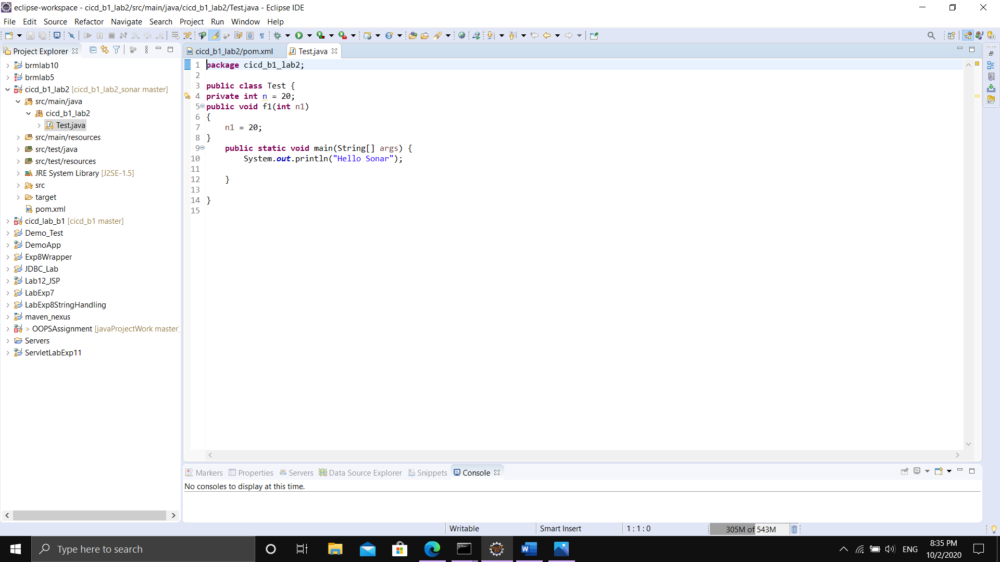 eclipse-workspace - cicd_b1_lab2/src/main/java/cicd_b1_lab2/Test.java - Eclipse IDE
File Edit Source Refactor Navigate Search Project Run Window Help
Project Explorer
brmlab10
brmlab5
cicd_b1_lab2 [cicd_b1_lab2_sonar master]
src/main/java
cicd_b1_lab2
Test.java
src/main/resources
src/test/java
src/test/resources
JRE System Library [J2SE-1.5]
src
target
pom.xml
cicd_lab_b1 [cicd_b1 master]
Demo_Test
DemoApp
Exp8Wrapper
JDBC_Lab
Lab12_JSP
LabExp7
LabExp8StringHandling
maven_nexus
> OOPSAssignment [javaProjectWork master]
Servers
ServletLabExp11
cicd_b1_lab2/pom.xml Test.java
1 package cicd_b1_lab2;
2
3 public class Test {
4 private int n = 20;
5 public void f1(int n1)
6 {
7 n1 = 20;
8 }
9 public static void main(String[] args) {
10 System.out.println("Hello Sonar");
11
12 }
13
14 }
15
Markers Properties Servers Data Source Explorer Snippets Console
No consoles to display at this time.
Writable Smart Insert 1 : 1 : 0 305M of 543M
Type here to search
ENG
8:35 PM
10/2/2020